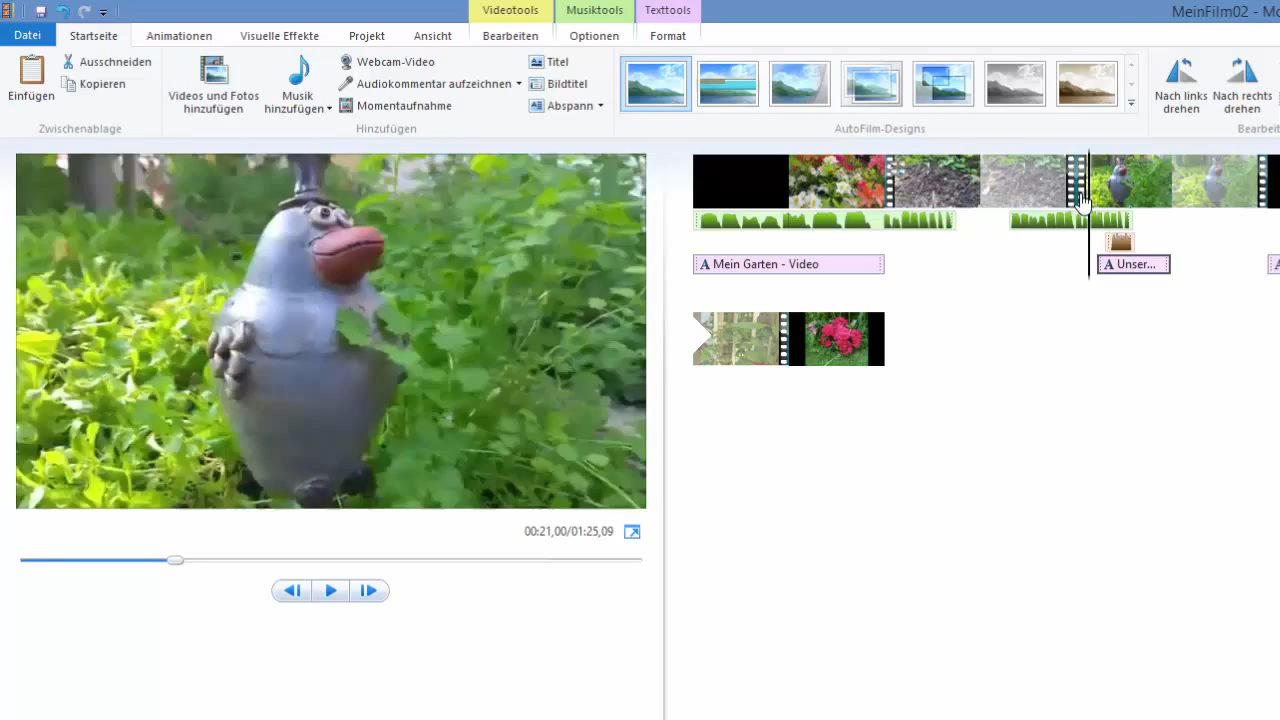 Videotools
Musiktools
Texttools
MeinFilm02 - Mo
Datei
Startseite
Animationen
Visuelle Effekte
Projekt
Ansicht
Bearbeiten
Optionen
Format
Einfügen
Ausschneiden
Kopieren
Zwischenablage
Videos und Fotos
hinzufügen
Musik
hinzufügen
Webcam-Video
Audiokommentar aufzeichnen
Momentaufnahme
Titel
Bildtitel
Abspann
Hinzufügen
AutoFilm-Designs
Nach links
drehen
Nach rechts
drehen
Bearbeit
A Mein Garten - Video
A Unser...
00:21,00/01:25,09